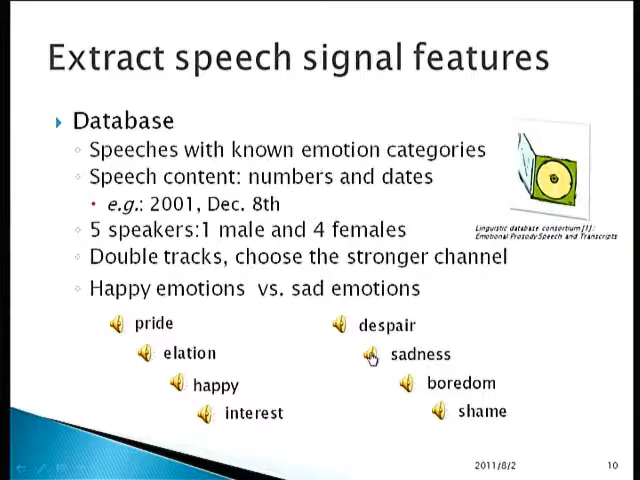 Extract speech signal features
Database
Speeches with known emotion categories
Speech content: numbers and dates
e.g.: 2001, Dec. 8th
5 speakers:1 male and 4 females
Double tracks, choose the stronger channel
Happy emotions vs. sad emotions
Linguistic database consortium [1]:
Emotional Prosody Speech and Transcripts
pride
elation
happy
interest
despair
sadness
boredom
shame
2011/8/2
10